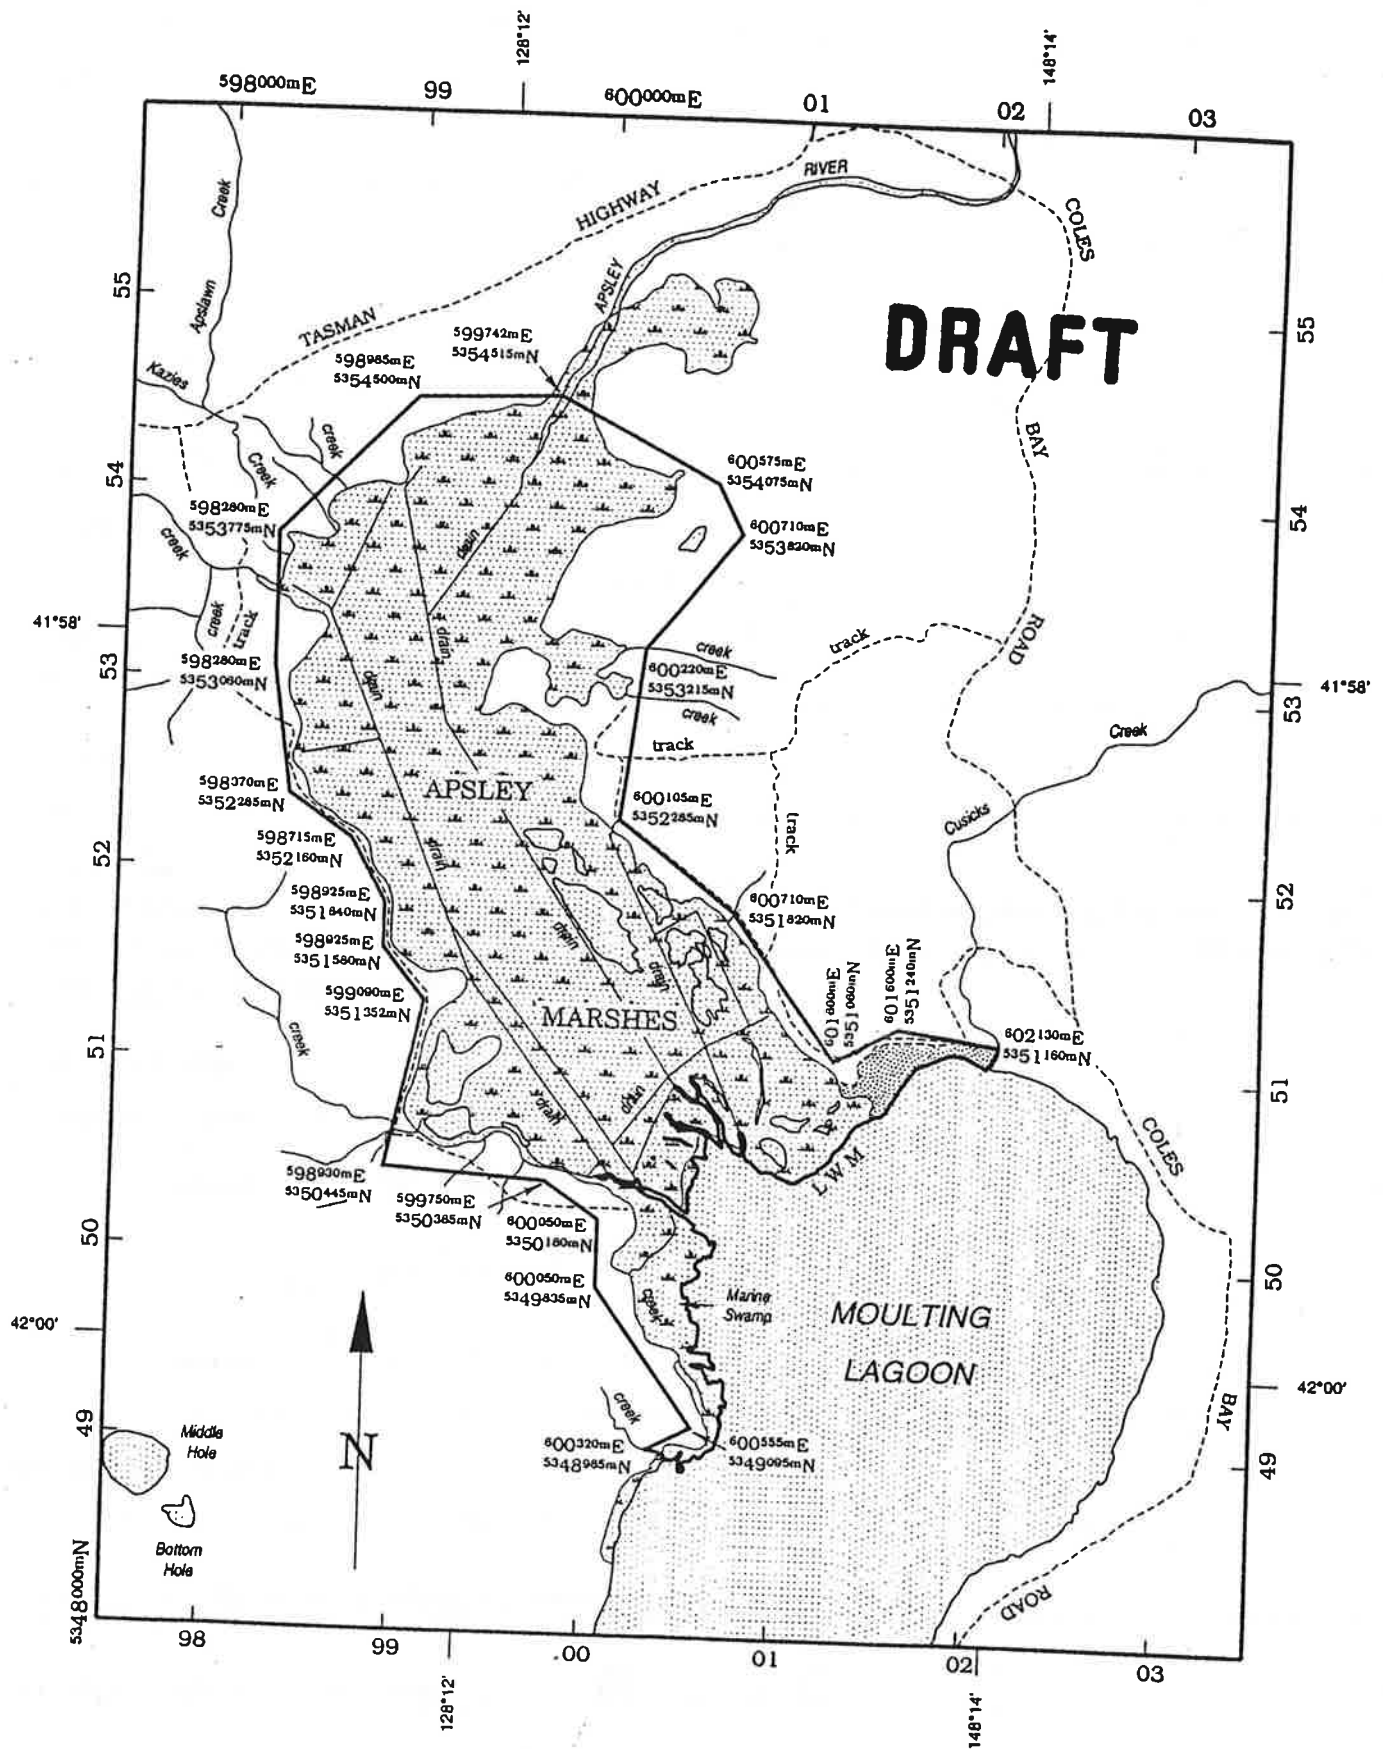 128°12'
148°14'
598000mE
99
600000mE
01
02
03
RIVER
HIGHWAY
COLES
Creek
Apslawn
APSLEY
55
TASMAN
599742mE
5354515mN
55
DRAFT
598985mE
5354500mN
Kazies
creek
BAY
Creek
600575mE
5354075mN
54
598280mE
5353775mN
54
creek
drain
600710mE
5353820mN
41°58'
creek
track
drain
creek
track
ROAD
53
598280mE
5353060mN
drain
600220mE
5353215mN
creek
41°58'
53
track
Creek
598370mE
5352285mN
APSLEY
600105mE
5352285mN
Cusicks
track
598715mE
5352160mN
52
drain
598925mE
5351840mN
600710mE
5351820mN
52
drain
598925mE
5351580mN
drain
601600mE
5351060mN
601600mE
5351240mN
599090mE
5351352mN
MARSHES
602130mE
5351160mN
creek
51
51
drain
drain
COLES
LWM
598930mE
5350445mN
599750mE
5350385mN
600050mE
5350180mN
50
50
600050mE
5349835mN
creek
Marine
Swamp
MOULTING
LAGOON
42°00'
42°00'
BAY
creek
N
49
Middle
Hole
600320mE
5348985mN
600555mE
5349095mN
49
Bottom
Hole
5348000mN
ROAD
98
99
00
01
02
03
128°12'
148°14'